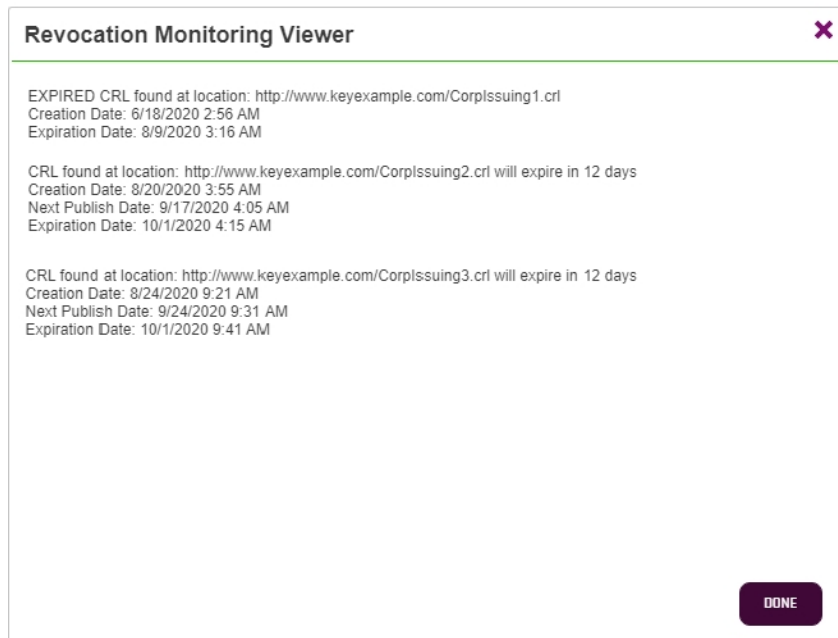 Revocation Monitoring Viewer
EXPIRED CRL found at location: http://www.keyexample.com/CorpIssuing1.crl
Creation Date: 6/18/2020 2:56 AM
Expiration Date: 8/9/2020 3:16 AM
CRL found at location: http://www.keyexample.com/CorpIssuing2.crl will expire in 12 days
Creation Date: 8/20/2020 3:55 AM
Next Publish Date: 9/17/2020 4:05 AM
Expiration Date: 10/1/2020 4:15 AM
CRL found at location: http://www.keyexample.com/CorpIssuing3.crl will expire in 12 days
Creation Date: 8/24/2020 9:21 AM
Next Publish Date: 9/24/2020 9:31 AM
Expiration Date: 10/1/2020 9:41 AM
DONE